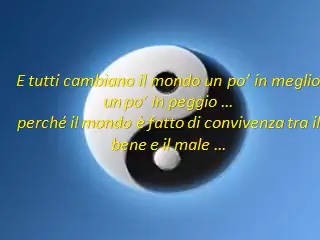 E tutti cambiano il mondo un po’ in meglio
un po’ in peggio ...
perché il mondo è fatto di convivenza tra il
bene e il male ...